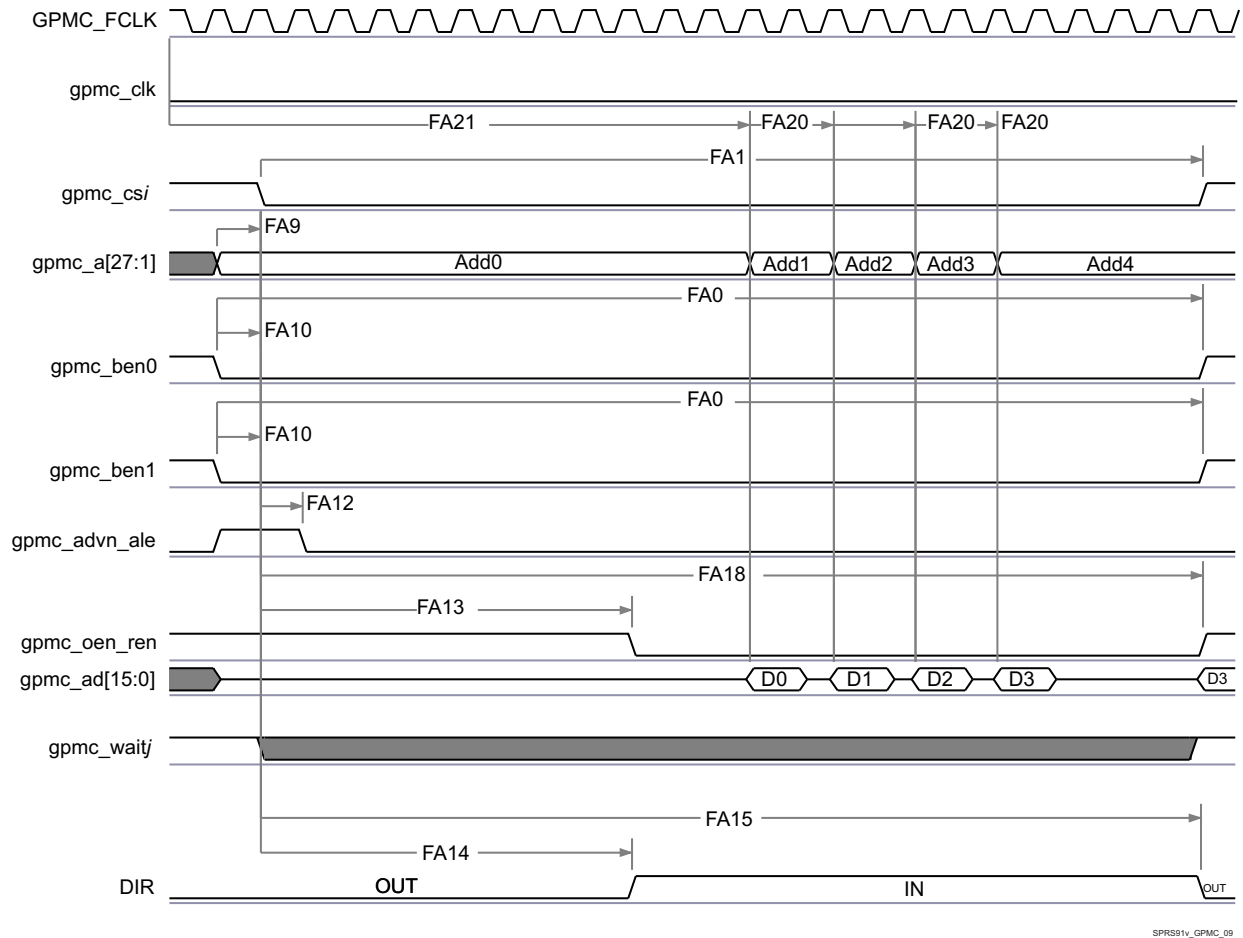 GPMC_FCLK
gpmc_clk
FA21 FA20 FA20 FA20
FA1
gpmc_csi
FA9
gpmc_a[27:1] Add0 Add1 Add2 Add3 Add4
FA0
FA10
gpmc_ben0
FA0
FA10
gpmc_ben1
FA12
gpmc_advn_ale
FA18
FA13
gpmc_oen_ren
gpmc_ad[15:0] D0 D1 D2 D3 D3
gpmc_waitj
FA15
FA14
DIR OUT IN OUT
SPRS91v_GPMC_09